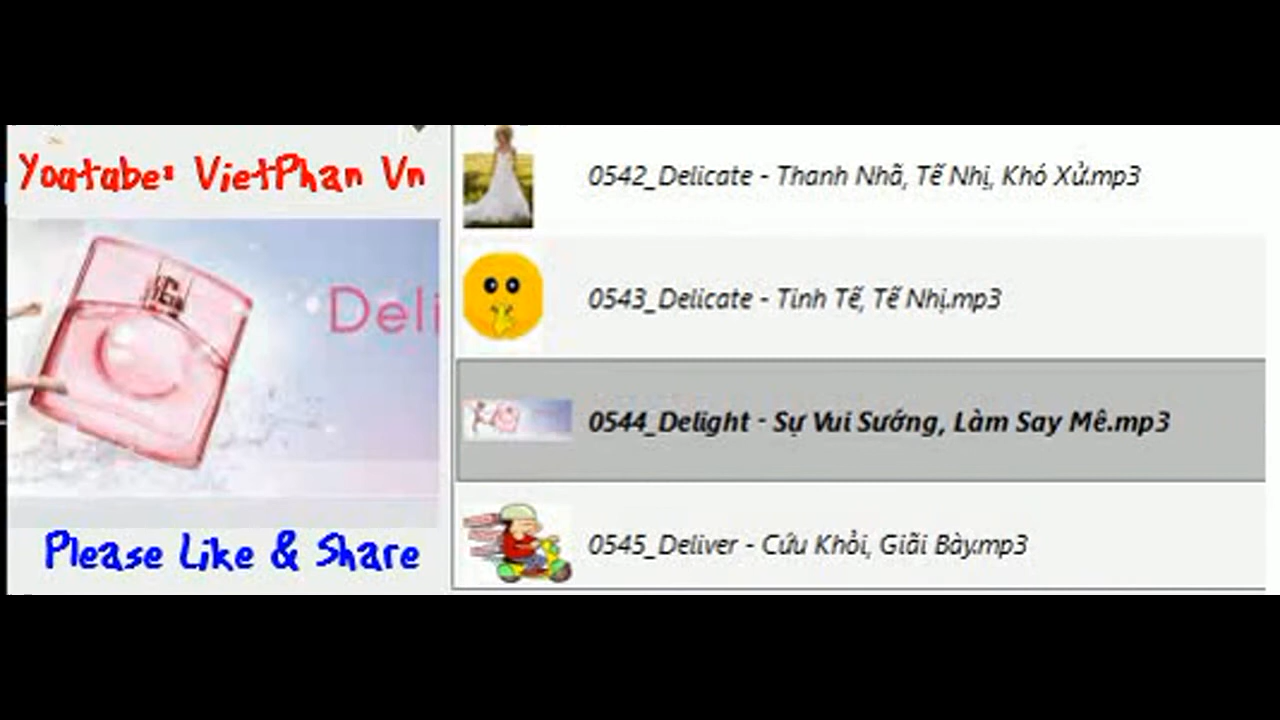 Youtube: VietPhan Vn
Deli
Please Like & Share
0542_Delicate - Thanh Nhã, Tế Nhị, Khó Xử.mp3
0543_Delicate - Tinh Tế, Tế Nhị.mp3
0544_Delight - Sự Vui Sướng, Làm Say Mê.mp3
0545_Deliver - Cứu Khỏi, Giãi Bày.mp3